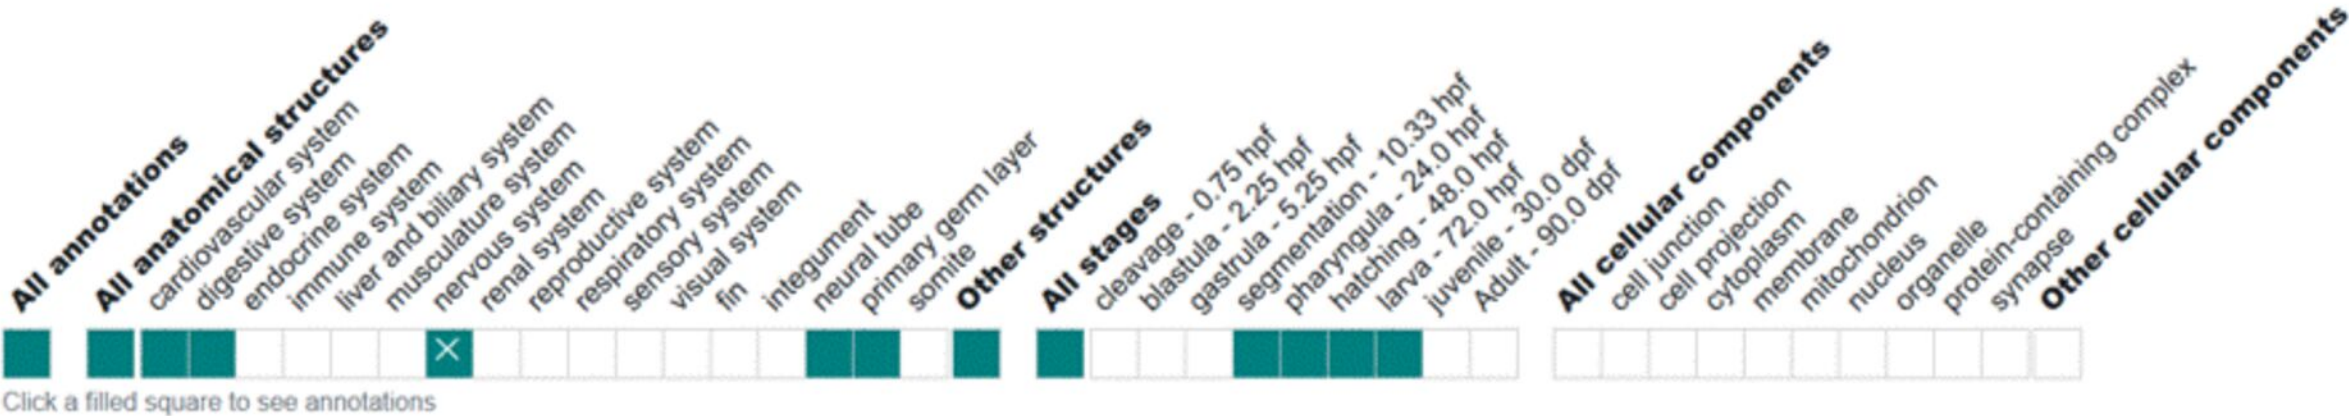 All annotations
All anatomical structures
cardiovascular system
digestive system
endocrine system
immune system
liver and biliary system
musculature system
nervous system
renal system
reproductive system
respiratory system
sensory system
visual system
fin
integument
neural tube
primary germ layer
somite
Other structures
All stages
cleavage - 0.75 hpf
blastula - 2.25 hpf
gastrula - 5.25 hpf
segmentation - 10.33 hpf
pharyngula - 24.0 hpf
hatching - 48.0 hpf
larva - 72.0 hpf
juvenile - 30.0 dpf
Adult - 90.0 dpf
All cellular components
cell junction
cell projection
cytoplasm
membrane
mitochondrion
nucleus
organelle
protein-containing complex
synapse
Other cellular components
Click a filled square to see annotations